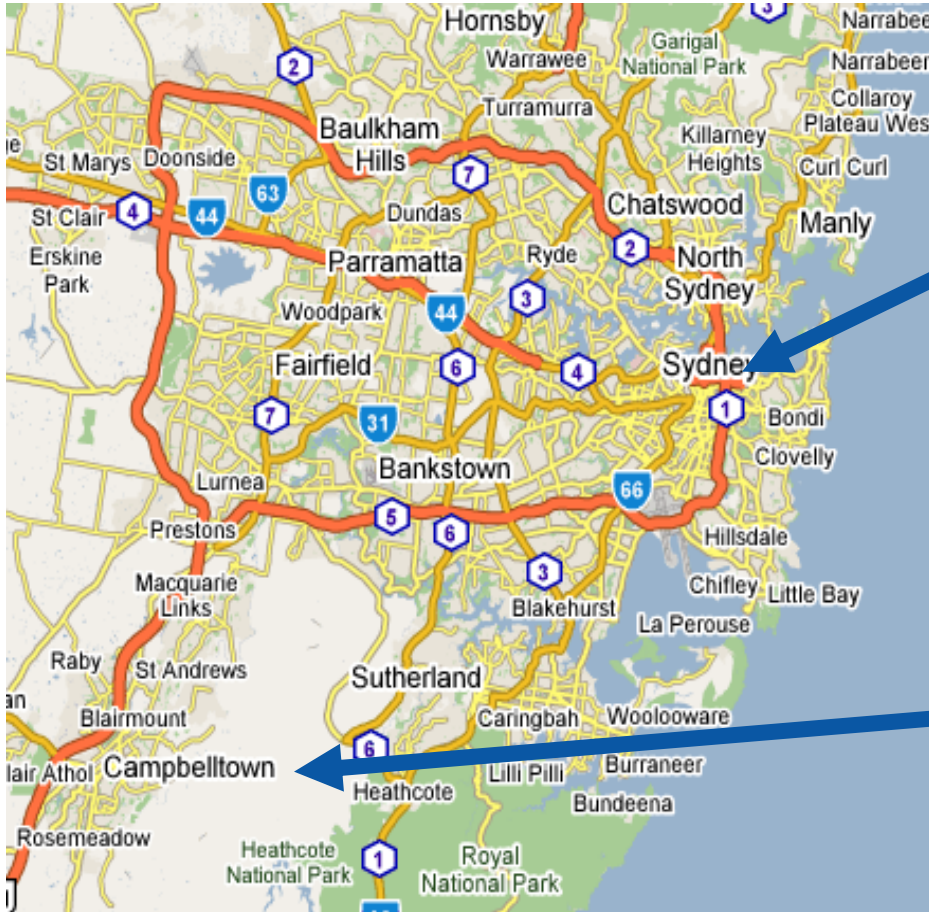 Hornsby
3
Narrabee
Warrawee
Garigal
National Park
2
Narrabeen
Collaroy
Plateau Wes
Turramurra
Baulkham
Hills
Killarney
Heights
St Marys
Doonside
7
Curl Curl
63
St Clair
4
44
Dundas
Chatswood
Manly
Erskine
Park
Parramatta
Ryde
2
North
Sydney
Woodpark
44
3
Fairfield
6
4
Sydney
7
31
1
Bondi
Bankstown
Clovelly
Lurnea
66
Prestons
5
6
Hillsdale
Macquarie
Links
3
Chifley
Little Bay
Blakehurst
La Perouse
Raby
St Andrews
Sutherland
Blairmount
Caringbah
Woolooware
6
lair Athol
Campbelltown
Lilli Pilli
Burraneer
Heathcote
Bundeena
Rosemeadow
Heathcote
National Park
1
Royal
National Park